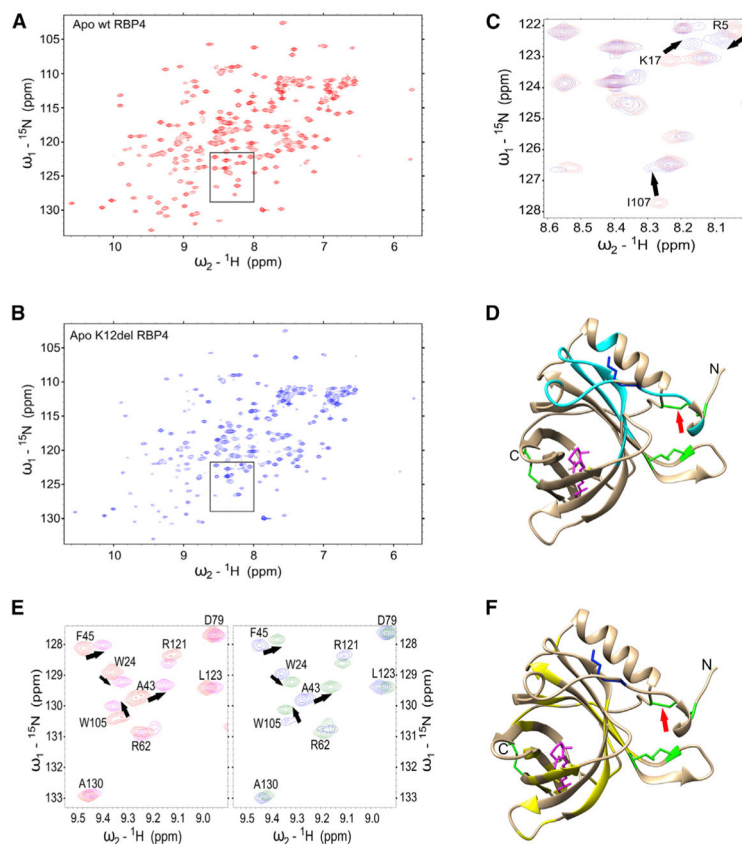 A
Apo wt RBP4
105
110
115
120
125
130
ω1 - 15N (ppm)
10 9 8 7 6
ω2 - 1H (ppm)
B
Apo K12del RBP4
105
110
115
120
125
130
ω1 - 15N (ppm)
10 9 8 7 6
ω2 - 1H (ppm)
C
122
123
124
125
126
127
128
ω1 - 15N (ppm)
R5
K17
I107
8.6 8.5 8.4 8.3 8.2 8.1
ω2 - 1H (ppm)
D
N
C
E
ω1 - 15N (ppm)
F45
W24
A43
W105
R62
A130
R121
D79
L123
9.5 9.4 9.3 9.2 9.1 9.0
ω2 - 1H (ppm)
F45
W24
A43
W105
R62
A130
R121
D79
L123
128
129
130
131
132
133
ω1 - 15N (ppm)
9.5 9.4 9.3 9.2 9.1 9.0
ω2 - 1H (ppm)
F
N
C